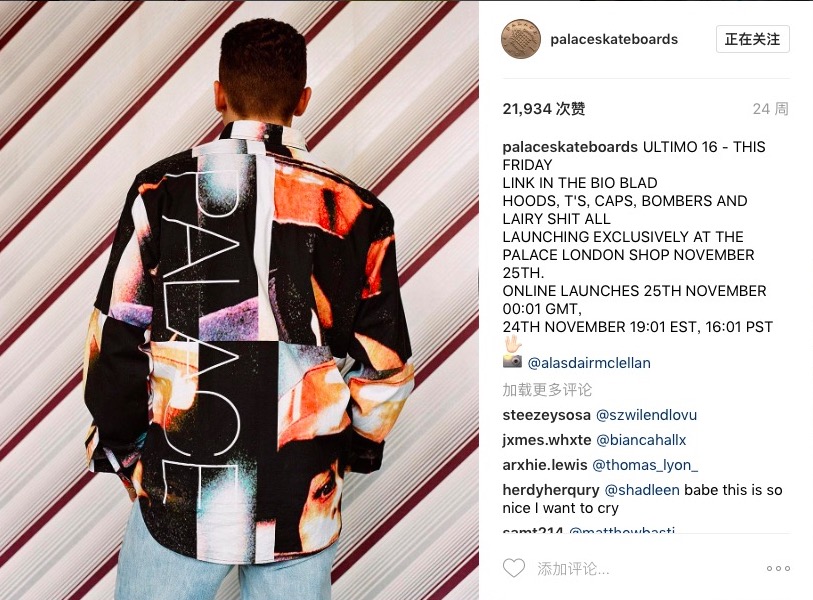 PALACE
palaceskateboards
正在关注
21,934 次赞
24 周
palaceskateboards ULTIMO 16 - THIS
FRIDAY
LINK IN THE BIO BLAD
HOODS, T'S, CAPS, BOMBERS AND
LAIRY SHIT ALL
LAUNCHING EXCLUSIVELY AT THE
PALACE LONDON SHOP NOVEMBER
25TH.
ONLINE LAUNCHES 25TH NOVEMBER
00:01 GMT,
24TH NOVEMBER 19:01 EST, 16:01 PST
@alasdairmclellan
加载更多评论
steezeysosa @szwilendlovu
jxmes.whxte @biancahallx
arxhie.lewis @thomas_lyon_
herdyherqury @shadleen babe this is so
nice I want to cry
samt214 @matthewbasti
添加评论...